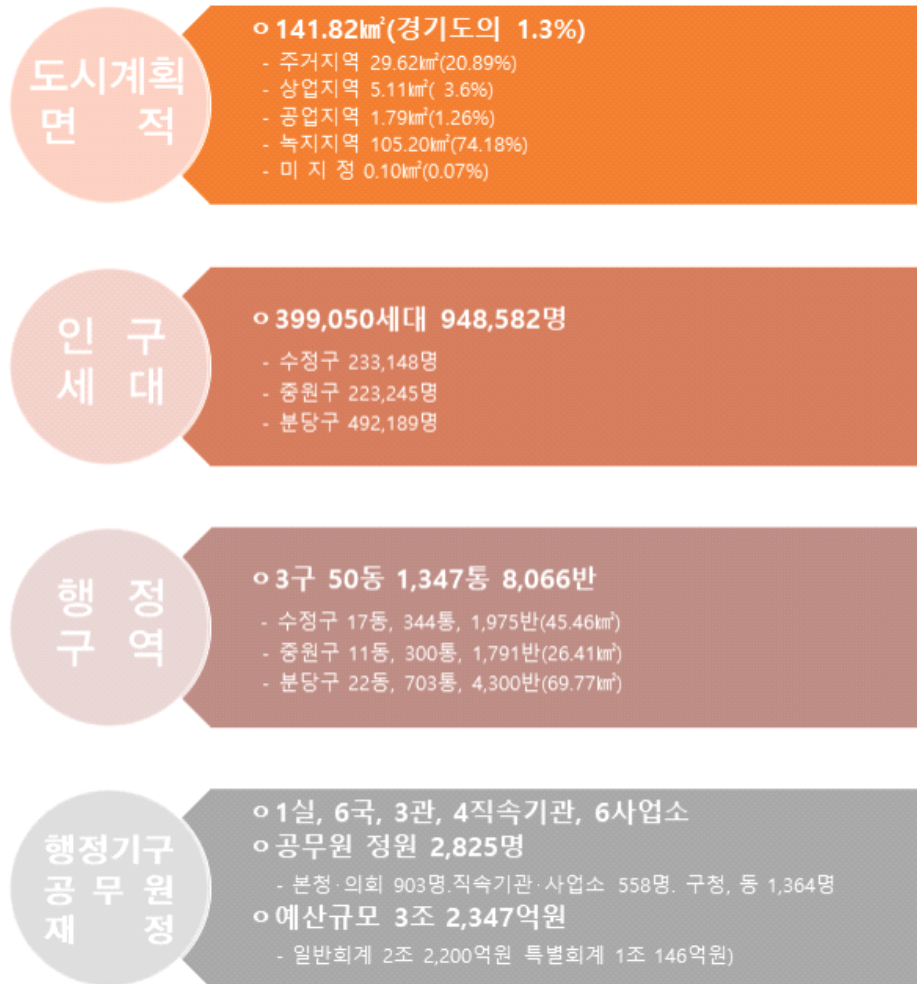 도시계획
면 적
o 141.82㎢(경기도의 1.3%)
- 주거지역 29.62㎢(20.89%)
- 상업지역 5.11㎢( 3.6%)
- 공업지역 1.79㎢(1.26%)
- 녹지지역 105.20㎢(74.18%)
- 미 지 정 0.10㎢(0.07%)
인 구
세 대
o 399,050세대 948,582명
- 수정구 233,148명
- 중원구 223,245명
- 분당구 492,189명
행 정
구 역
o 3구 50동 1,347통 8,066반
- 수정구 17동, 344통, 1,975반(45.46㎢)
- 중원구 11동, 300통, 1,791반(26.41㎢)
- 분당구 22동, 703통, 4,300반(69.77㎢)
행정기구
공 무 원
재 정
o 1실, 6국, 3관, 4직속기관, 6사업소
o 공무원 정원 2,825명
- 본청·의회 903명.직속기관·사업소 558명. 구청, 동 1,364명
o 예산규모 3조 2,347억원
- 일반회계 2조 2,200억원 특별회계 1조 146억원)